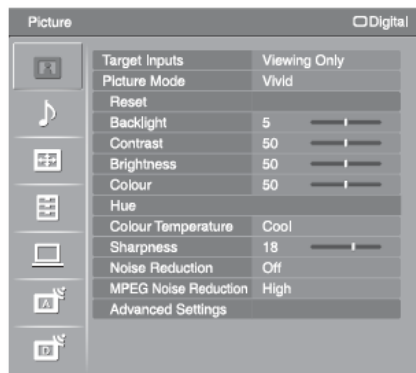 Picture Digital
Target Inputs Viewing Only
Picture Mode Vivid
Reset
Backlight 5
Contrast 50
Brightness 50
Colour 50
Hue
Colour Temperature Cool
Sharpness 18
Noise Reduction Off
MPEG Noise Reduction High
Advanced Settings
A
D